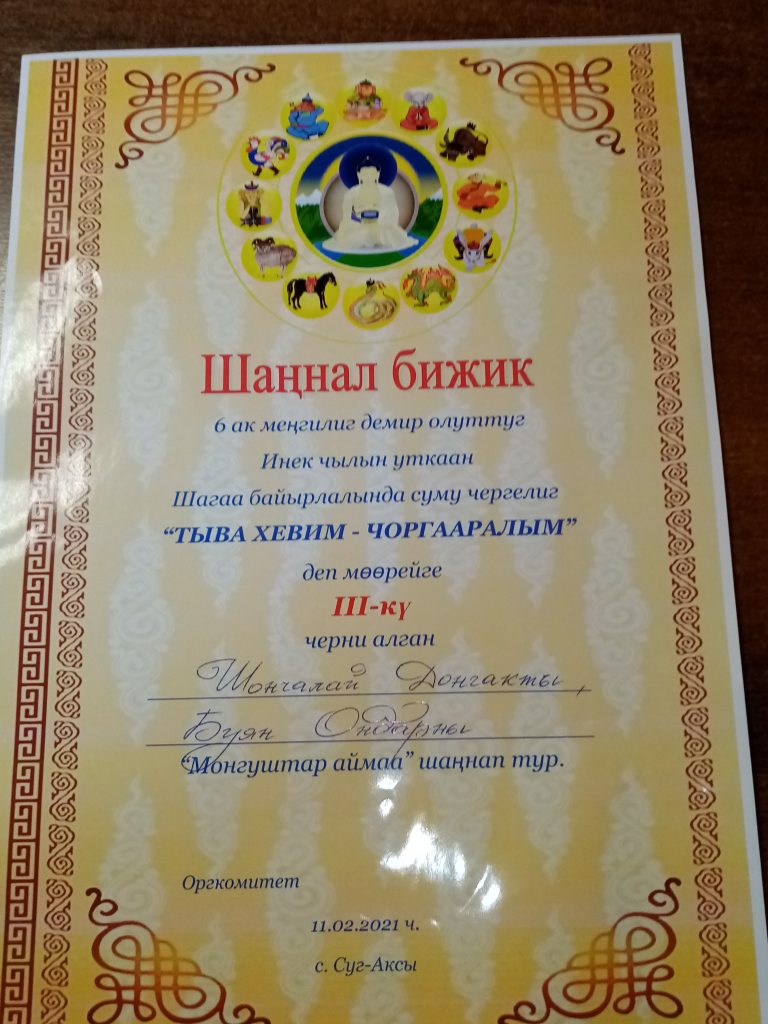 Шаңнал бижик
6 ак меңгилиг демир олуттуг
Инек чылын уткаан
Шагаа байырлалында суму чергелиг
“ТЫВА ХЕВИМ - ЧОРГААРАЛЫМ”
деп мөөрейге
III-кү
черни алган
Шончалай Донгакты,
Буян Ондарны
“Монгуштар аймаа” шаңнап тур.
Оргкомитет
11.02.2021 ч.
с. Суг-Аксы